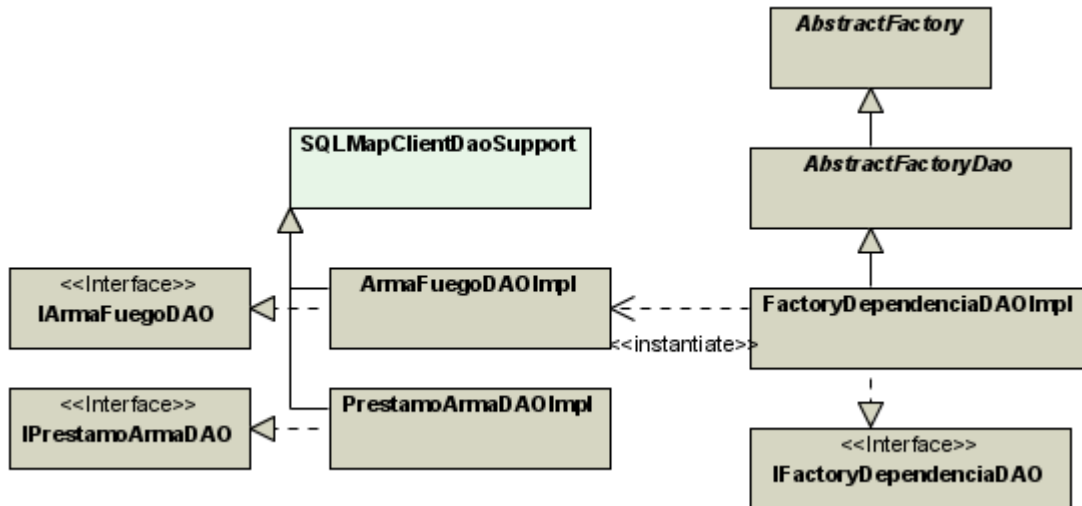 AbstractFactory
SQLMapClientDaoSupport
AbstractFactoryDao
<<Interface>>
IArmaFuegoDAO
ArmaFuegoDAOImpl
<<instantiate>>
FactoryDependenciaDAOImpl
<<Interface>>
IPrestamoArmaDAO
PrestamoArmaDAOImpl
<<Interface>>
IFactoryDependenciaDAO